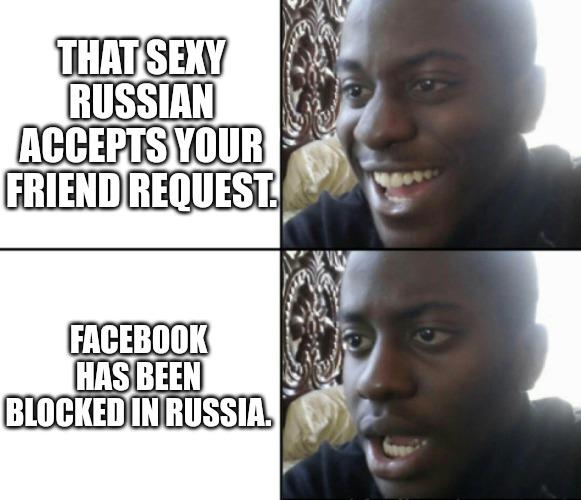 THAT SEXY
RUSSIAN
ACCEPTS YOUR
FRIEND REQUEST.
FACEBOOK
HAS BEEN
BLOCKED IN RUSSIA.